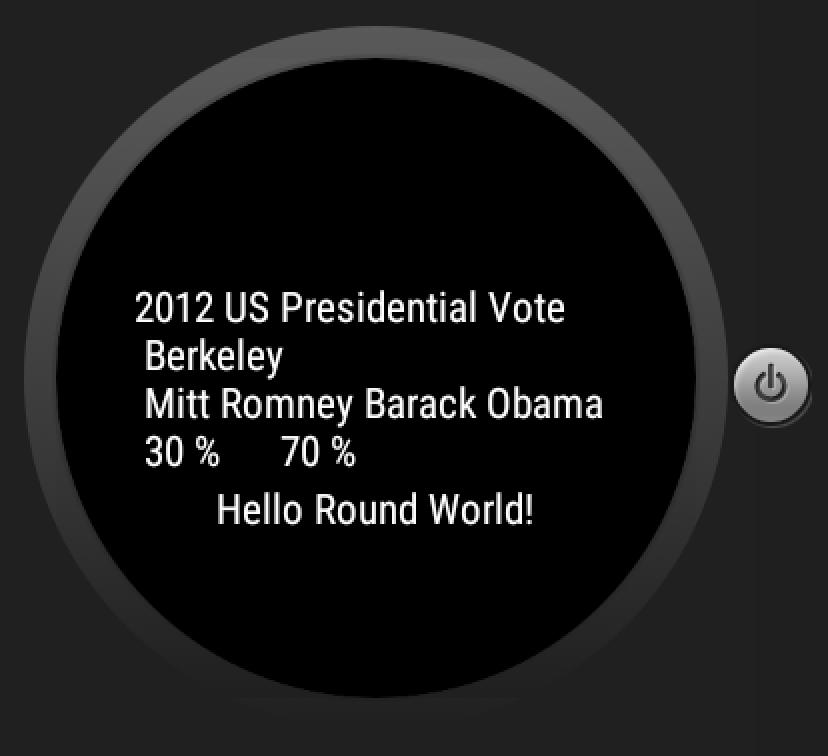 2012 US Presidential Vote
Berkeley
Mitt Romney Barack Obama
30 % 70 %
Hello Round World!